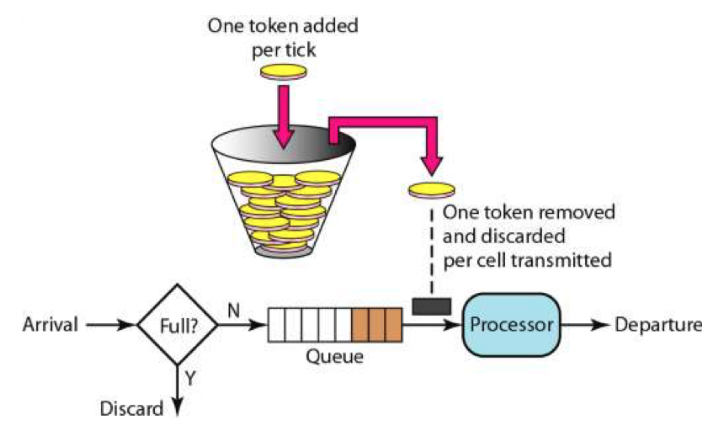 One token added
per tick
One token removed
and discarded
per cell transmitted
Arrival
Full?
N
Queue
Processor
Departure
Y
Discard